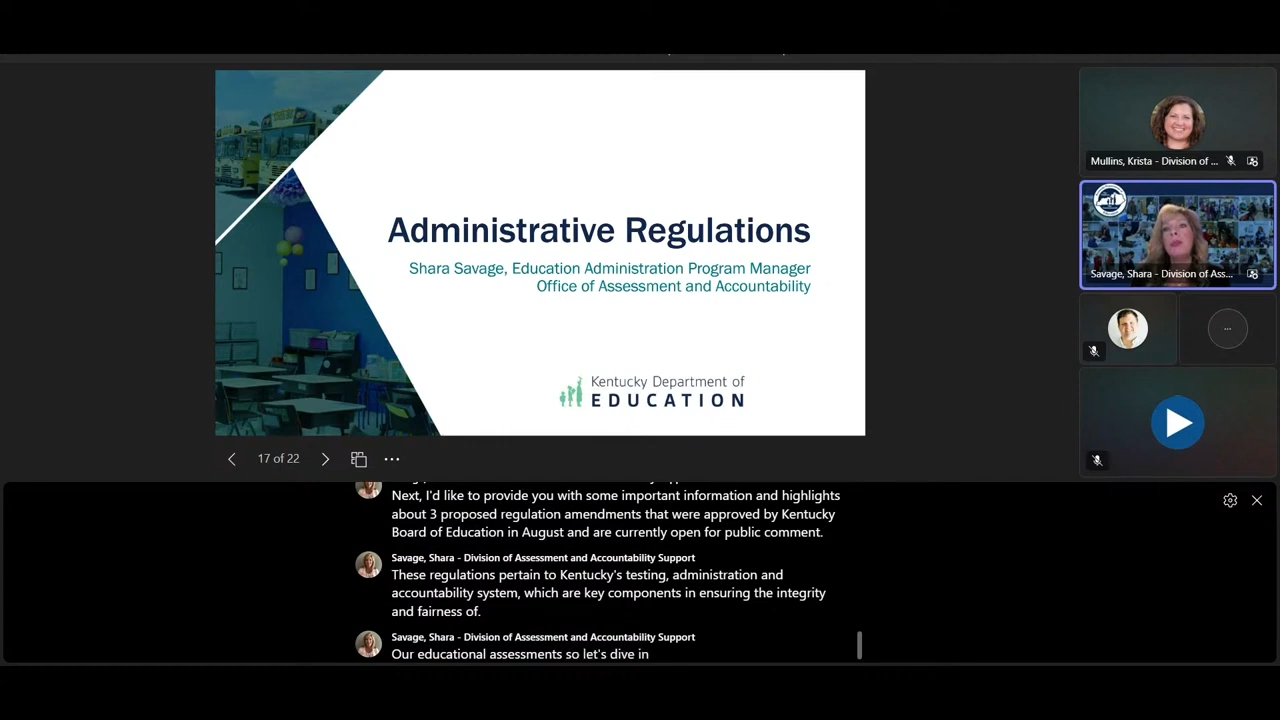 Administrative Regulations
Shara Savage, Education Administration Program Manager
Office of Assessment and Accountability
Kentucky Department of
EDUCATION
17 of 22
Mullins, Krista - Division of ...
Savage, Shara - Division of Ass...
...
Next, I'd like to provide you with some important information and highlights
about 3 proposed regulation amendments that were approved by Kentucky
Board of Education in August and are currently open for public comment.
Savage, Shara - Division of Assessment and Accountability Support
These regulations pertain to Kentucky's testing, administration and
accountability system, which are key components in ensuring the integrity
and fairness of.
Savage, Shara - Division of Assessment and Accountability Support
Our educational assessments so let's dive in